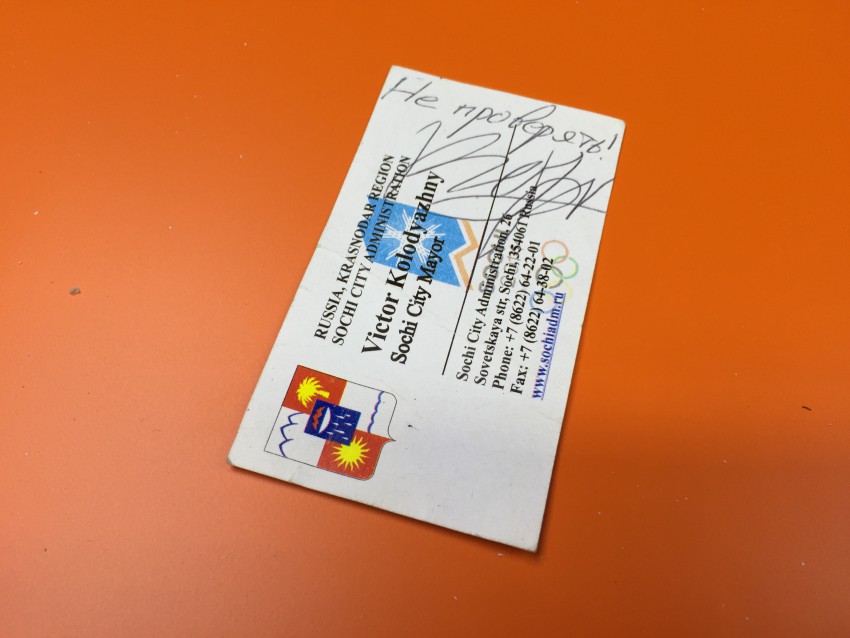 Не проверять!
RUSSIA, KRASNODAR REGION
SOCHI CITY ADMINISTRATION
Victor Kolodyazhny
Sochi City Mayor
Sochi City Administration, 26
Sovetskaya str, Sochi, 354061 Russia
Phone: +7 (8622) 64-22-01
Fax: +7 (8622) 64-38-02
www.sochiadm.ru